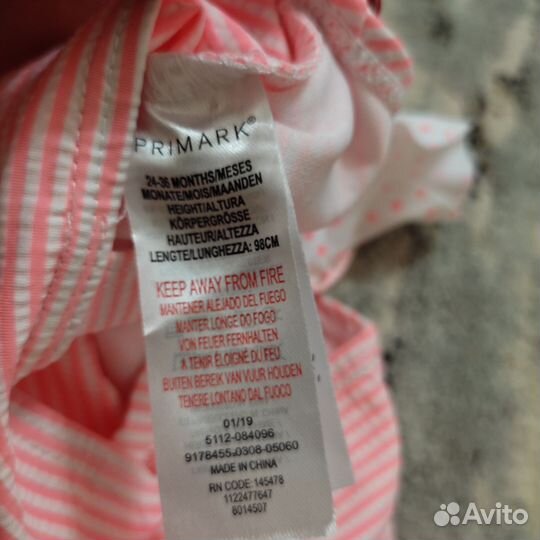 PRIMARK®
24-36 MONTHS/MESES
MONATE/MOIS/MAANDEN
HEIGHT/ALTURA
KÖRPERGRÖSSE
HAUTEUR/ALTEZZA
LENGTE/LUNGHEZZA: 98CM
KEEP AWAY FROM FIRE
MANTENER ALEJADO DEL FUEGO
MANTER LONGE DO FOGO
VON FEUER FERNHALTEN
A TENIR ÉLOIGNÉ DU FEU
BUITEN BEREIK VAN VUUR HOUDEN
TENERE LONTANO DAL FUOCO
01/19
5112-084096
9178455-0308-05060
MADE IN CHINA
RN CODE: 145478
1122477647
8014507
Avito